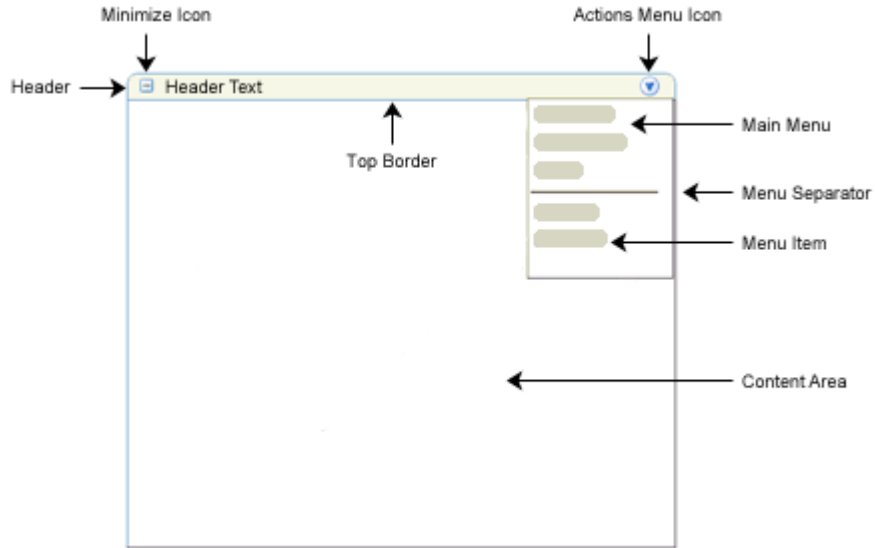 Minimize Icon
Actions Menu Icon
Header
Header Text
Main Menu
Top Border
Menu Separator
Menu Item
Content Area